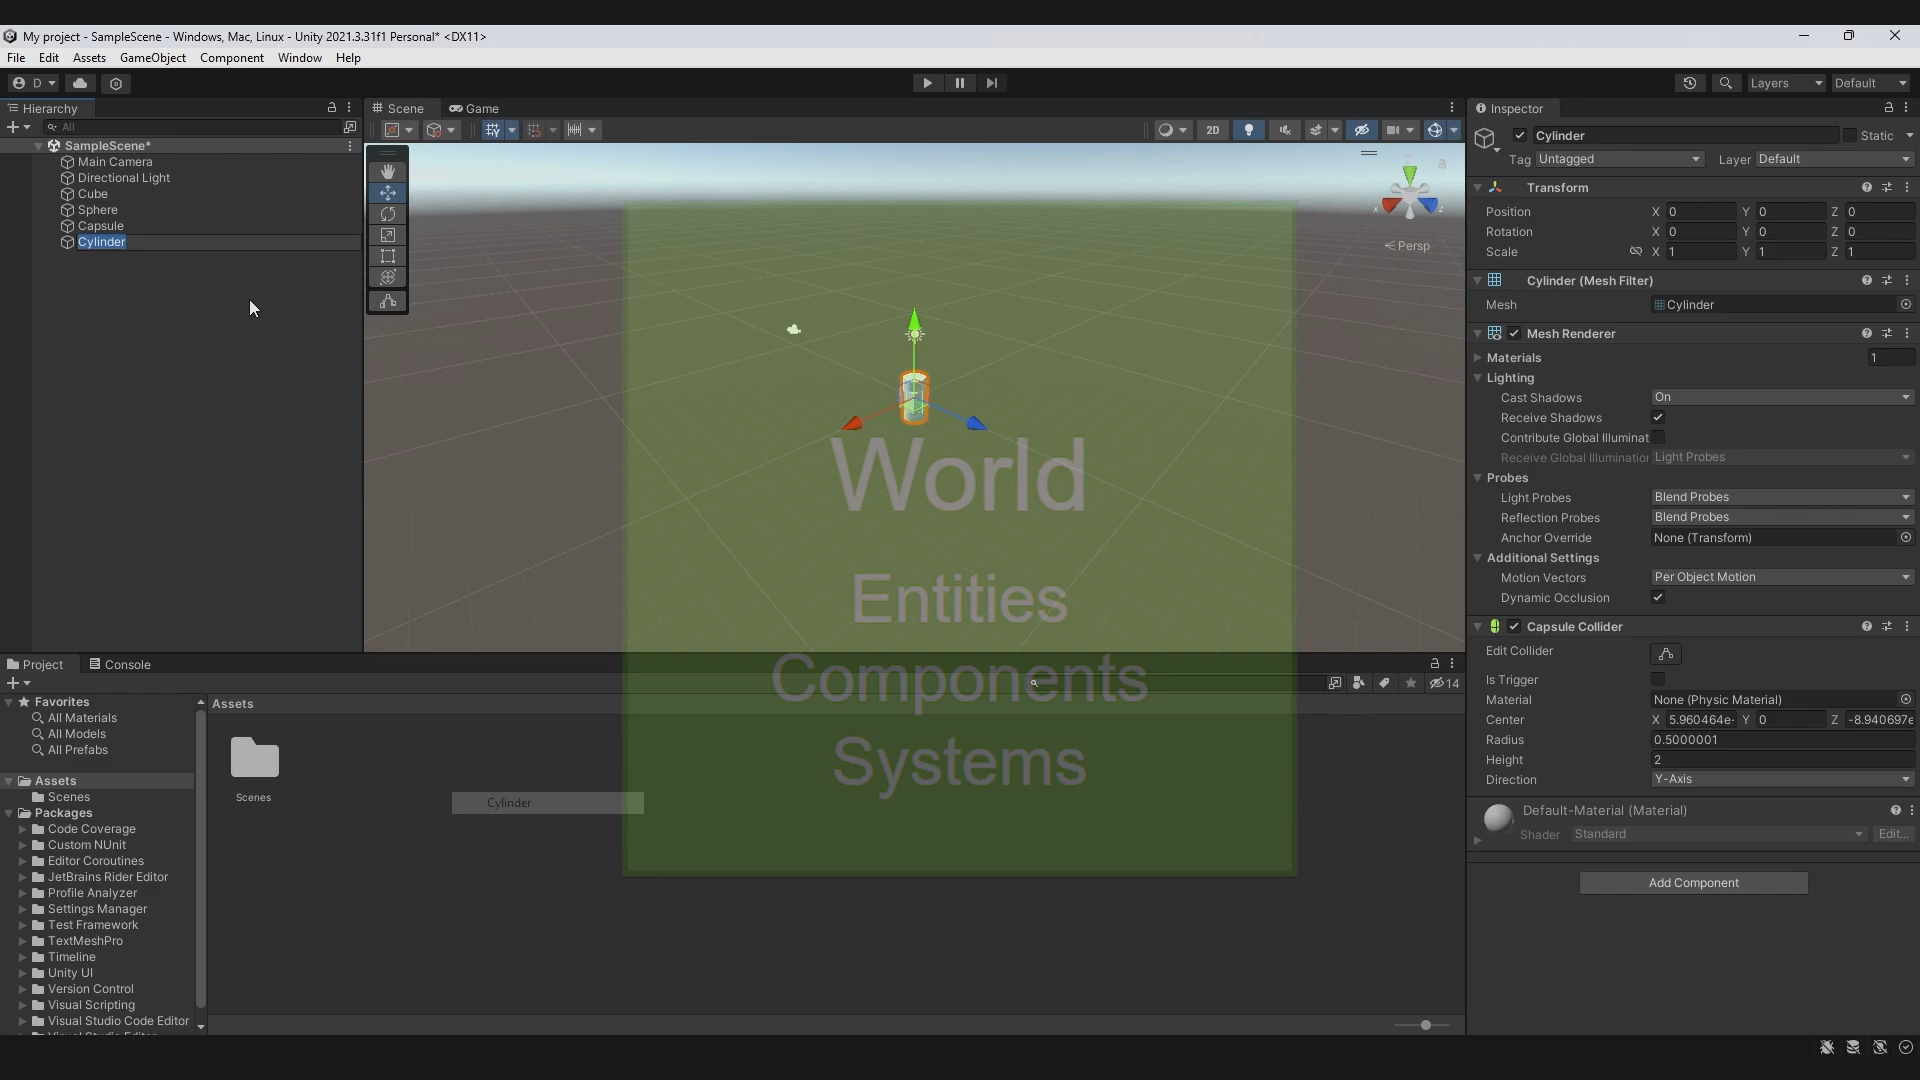 My project - SampleScene - Windows, Mac, Linux - Unity 2021.3.31f1 Personal* <DX11>
File Edit Assets GameObject Component Window Help
D Layers Default
Hierarchy
All
SampleScene*
Main Camera
Directional Light
Cube
Sphere
Capsule
Cylinder
Scene Game
2D
y
x z
Persp
World
Entities
Components
Systems
Inspector
Cylinder Static
Tag Untagged Layer Default
Transform
Position X 0 Y 0 Z 0
Rotation X 0 Y 0 Z 0
Scale X 1 Y 1 Z 1
Cylinder (Mesh Filter)
Mesh Cylinder
Mesh Renderer
Materials 1
Lighting
Cast Shadows On
Receive Shadows
Contribute Global Illuminat
Receive Global Illumination Light Probes
Probes
Light Probes Blend Probes
Reflection Probes Blend Probes
Anchor Override None (Transform)
Additional Settings
Motion Vectors Per Object Motion
Dynamic Occlusion
Capsule Collider
Edit Collider
Is Trigger
Material None (Physic Material)
Center X 5.960464e- Y 0 Z -8.940697e
Radius 0.5000001
Height 2
Direction Y-Axis
Default-Material (Material)
Shader Standard Edit...
Add Component
Project Console
14
Favorites
All Materials
All Models
All Prefabs
Assets
Scenes
Packages
Code Coverage
Custom NUnit
Editor Coroutines
JetBrains Rider Editor
Profile Analyzer
Settings Manager
Test Framework
TextMeshPro
Timeline
Unity UI
Version Control
Visual Scripting
Visual Studio Code Editor
Assets
Scenes
Cylinder